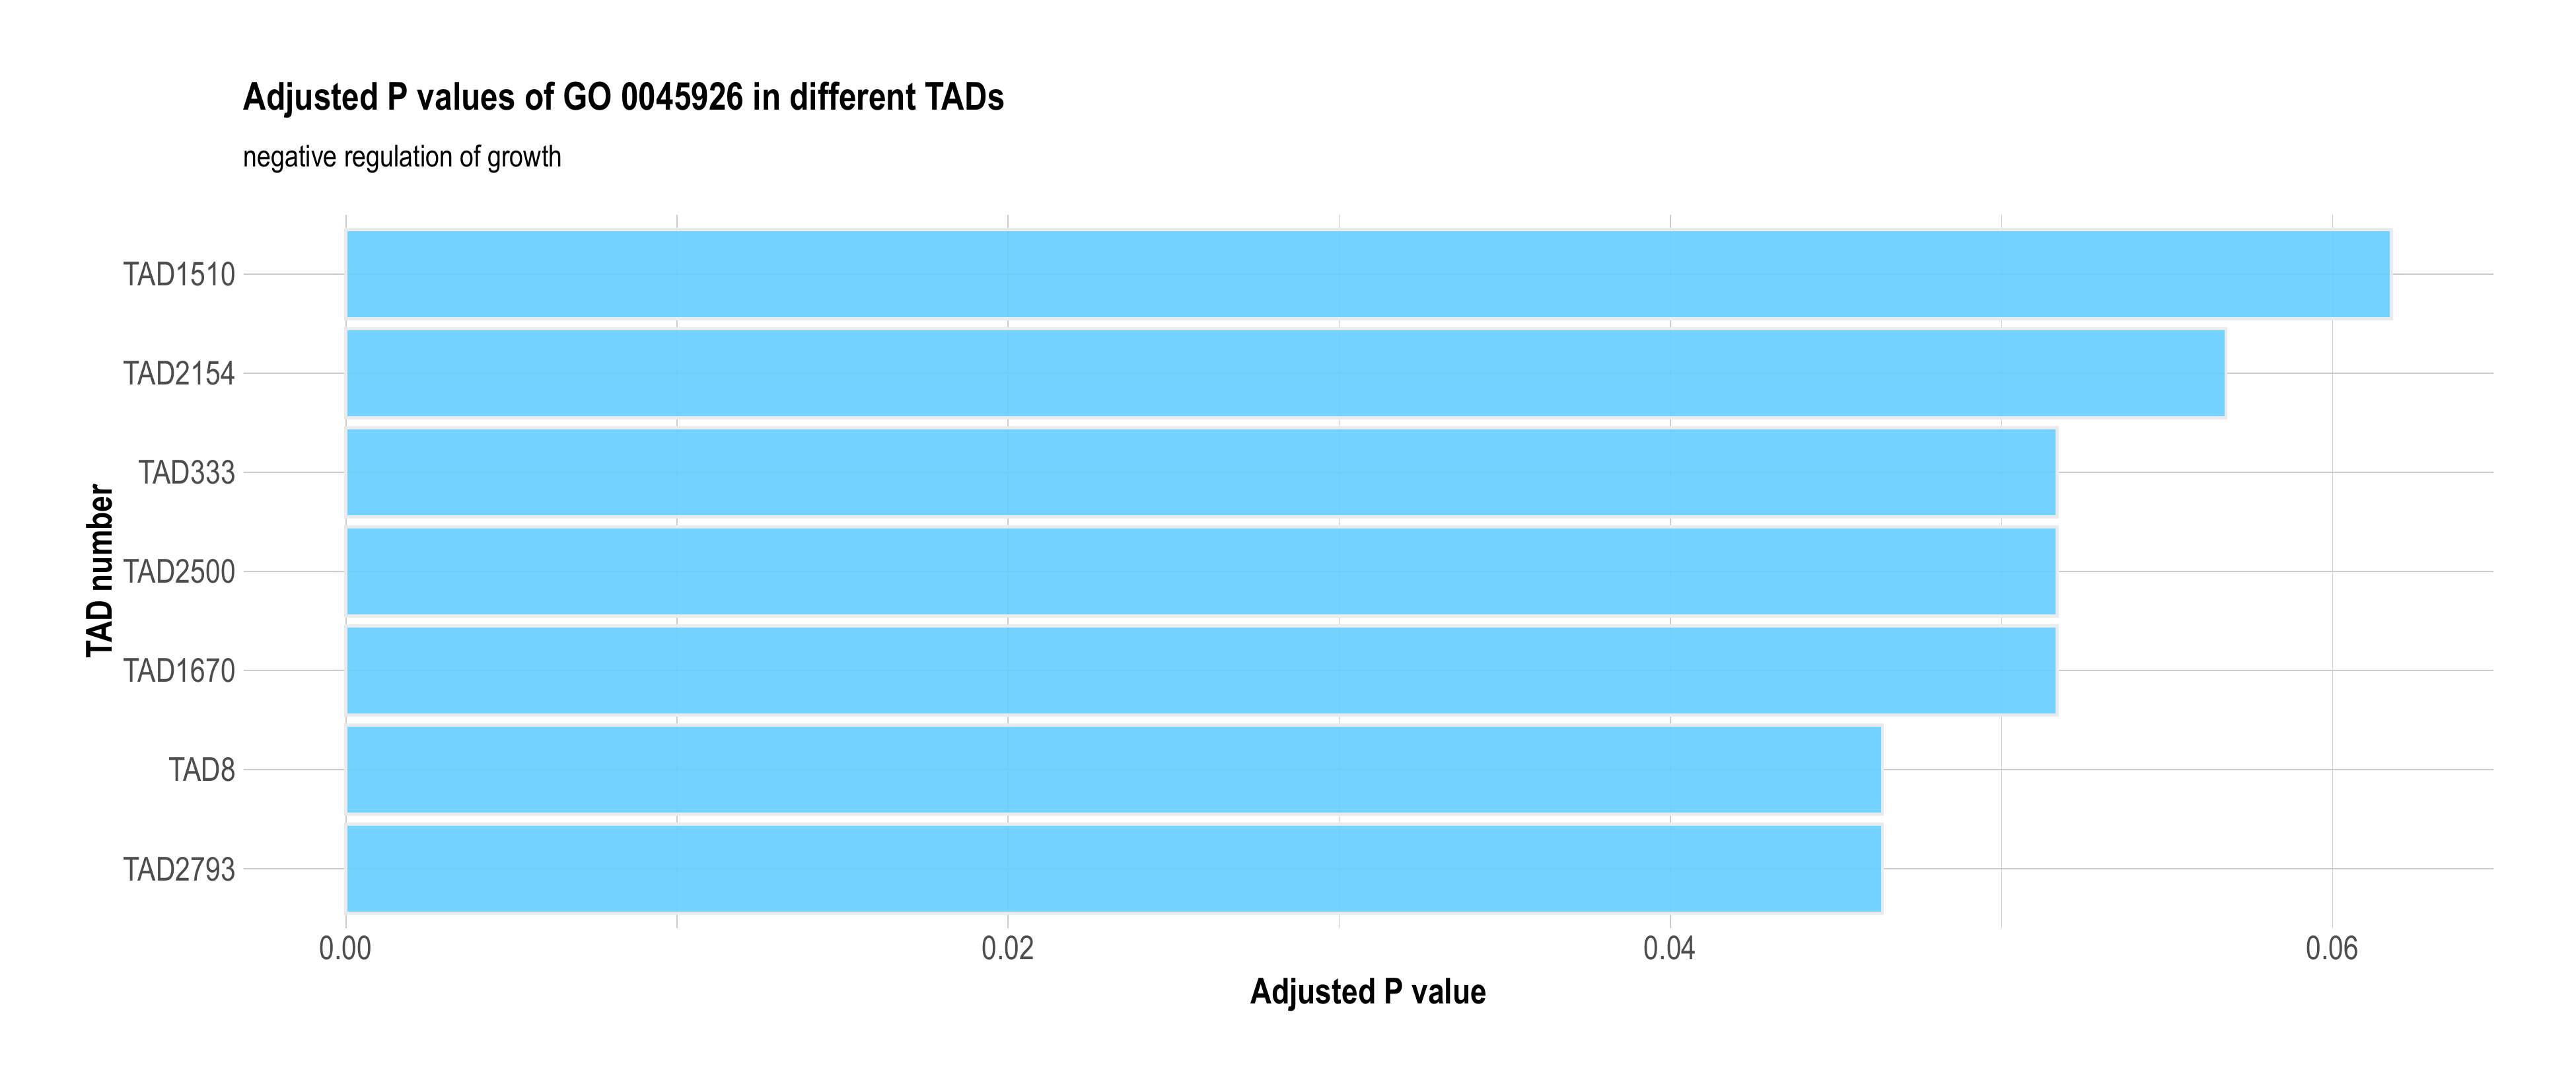 Adjusted P values of GO 0045926 in different TADs
negative regulation of growth
TAD number
TAD1510
TAD2154
TAD333
TAD2500
TAD1670
TAD8
TAD2793
0.00 0.02 0.04 0.06
Adjusted P value